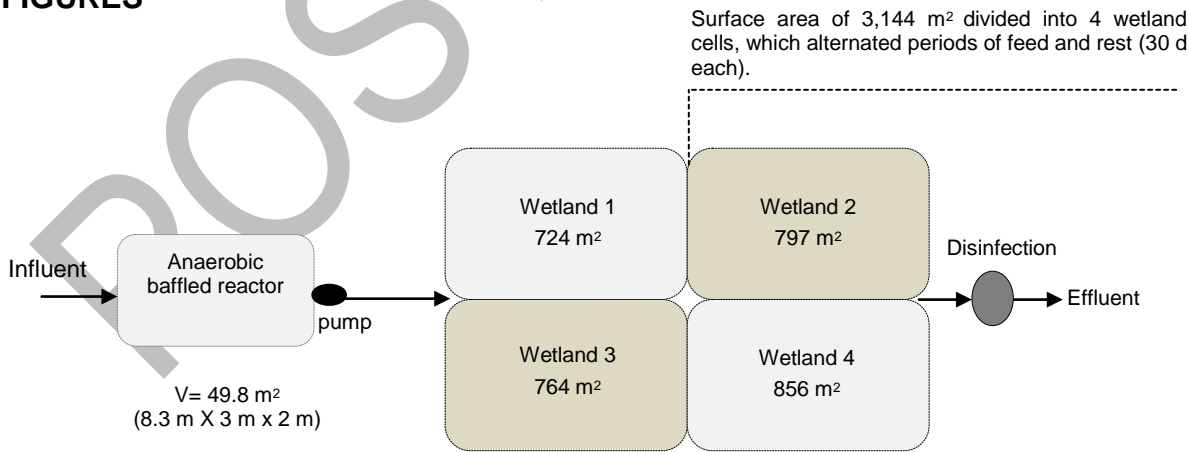 FIGURES
Surface area of 3,144 m² divided into 4 wetland
cells, which alternated periods of feed and rest (30 d
each).
Wetland 1
724 m²
Wetland 2
797 m²
Disinfection
Influent
Anaerobic
baffled reactor
pump
Effluent
Wetland 3
764 m²
Wetland 4
856 m²
V= 49.8 m²
(8.3 m X 3 m x 2 m)